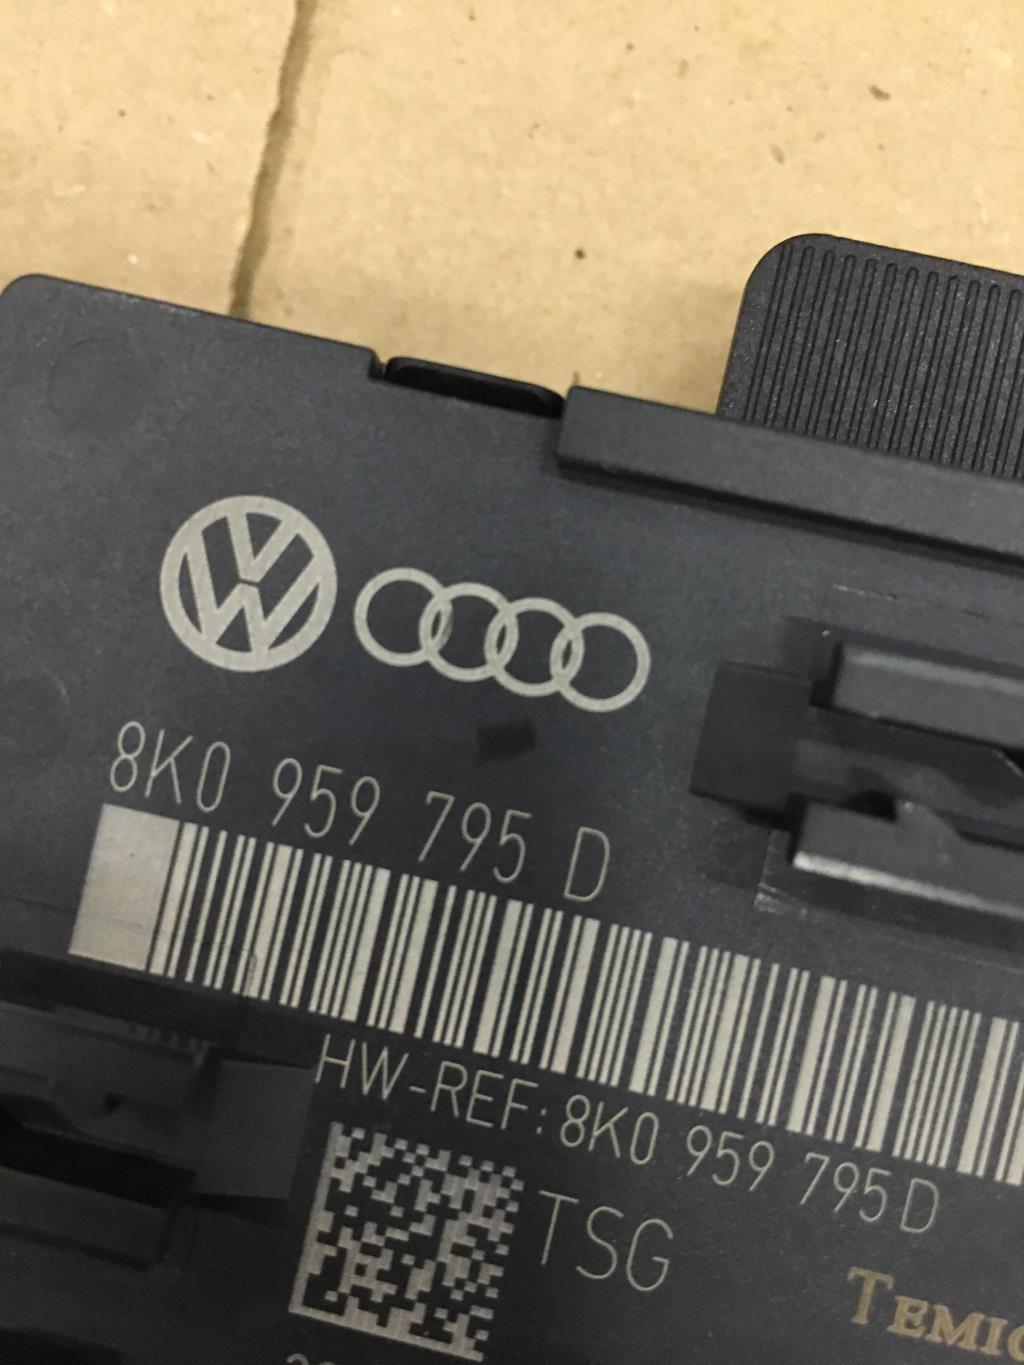 8K0 959 795 D
HW-REF: 8K0 959 795 D
TSG
TEMIC